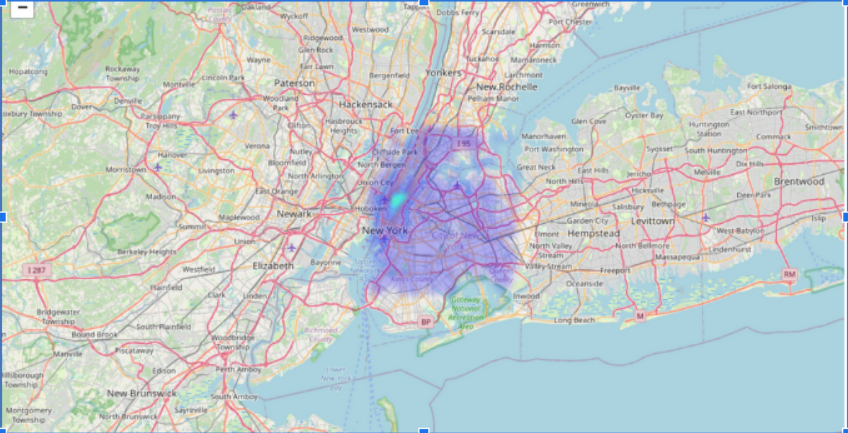 Oakland
Wyckoff
Dobbs Ferry
Greenwich
Port Chester
Westwood
Scarsdale
Ridgewood
Glen Rock
Harrison
Hopatcong
Rockaway
Township
Wayne
Fair Lawn
Tuckahoe
Mamaroneck
Lincoln Park
Paterson
Bergenfield
Yonkers
Larchmont
Denville
Montville
New Rochelle
Bayville
Fort Salonga
Dover
Woodland
Park
Hackensack
Pelham Manor
Parsippany
Troy Hills
Clifton
Hasbrouck
Heights
Fort Lee
Glen Cove
Oyster Bay
East Northport
Huntington
Station
Smithtown
Commack
Verona
Nutley
Cliffside Park
I 95
Manorhaven
Port Washington
Hanover
Bloomfield
North Bergen
Great Neck
East Hills
Jericho
Syosset
Dix Hills
Morristown
Livingston
North Arlington
Union City
North Hills
Hicksville
Melville
East Orange
Deer Park
Brentwood
Madison
Hoboken
Mineola
Salisbury
Bethpage
Maplewood
Newark
Garden City
Levittown
Islip
Summit
New York
Elmont
Hempstead
West Babylon
Union
North Valley
Stream
North Bellmore
Lindenhurst
Berkeley Heights
Massapequa
Elizabeth
Bayonne
Valley Stream
Freeport
I 287
Westfield
Oceanside
RM
Plainfield
Clark
Linden
Inwood
Gateway
National
Recreation
Area
Bridgewater
Township
M
BP
Long Beach
Bound Brook
South Plainfield
Richmond
County
Manville
Woodbridge
Township
Piscataway
Hillsborough
Township
Edison
Perth Amboy
Lower
New York
Bay
New Brunswick
South Amboy
Montgomery
Township
North Brunswick
Sayreville